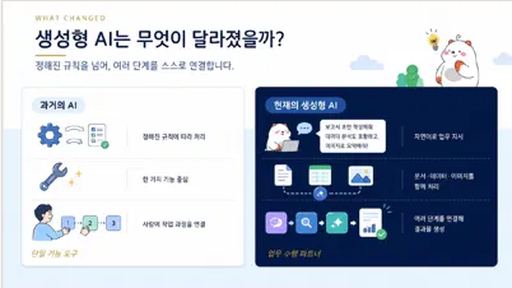 WHAT CHANGED
생성형 AI는 무엇이 달라졌을까?
정해진 규칙을 넘어, 여러 단계를 스스로 연결합니다.
과거의 AI
정해진 규칙에 따라 처리
한 가지 기능 중심
1 2 3
사람이 작업 과정을 연결
단일 기능 도구
현재의 생성형 AI
보고서 초안 작성해줘
데이터 분석도 포함하고,
이미지로 요약해줘!
자연어로 업무 지시
문서·데이터·이미지를
함께 처리
여러 단계를 연결해
결과물 생성
업무 수행 파트너